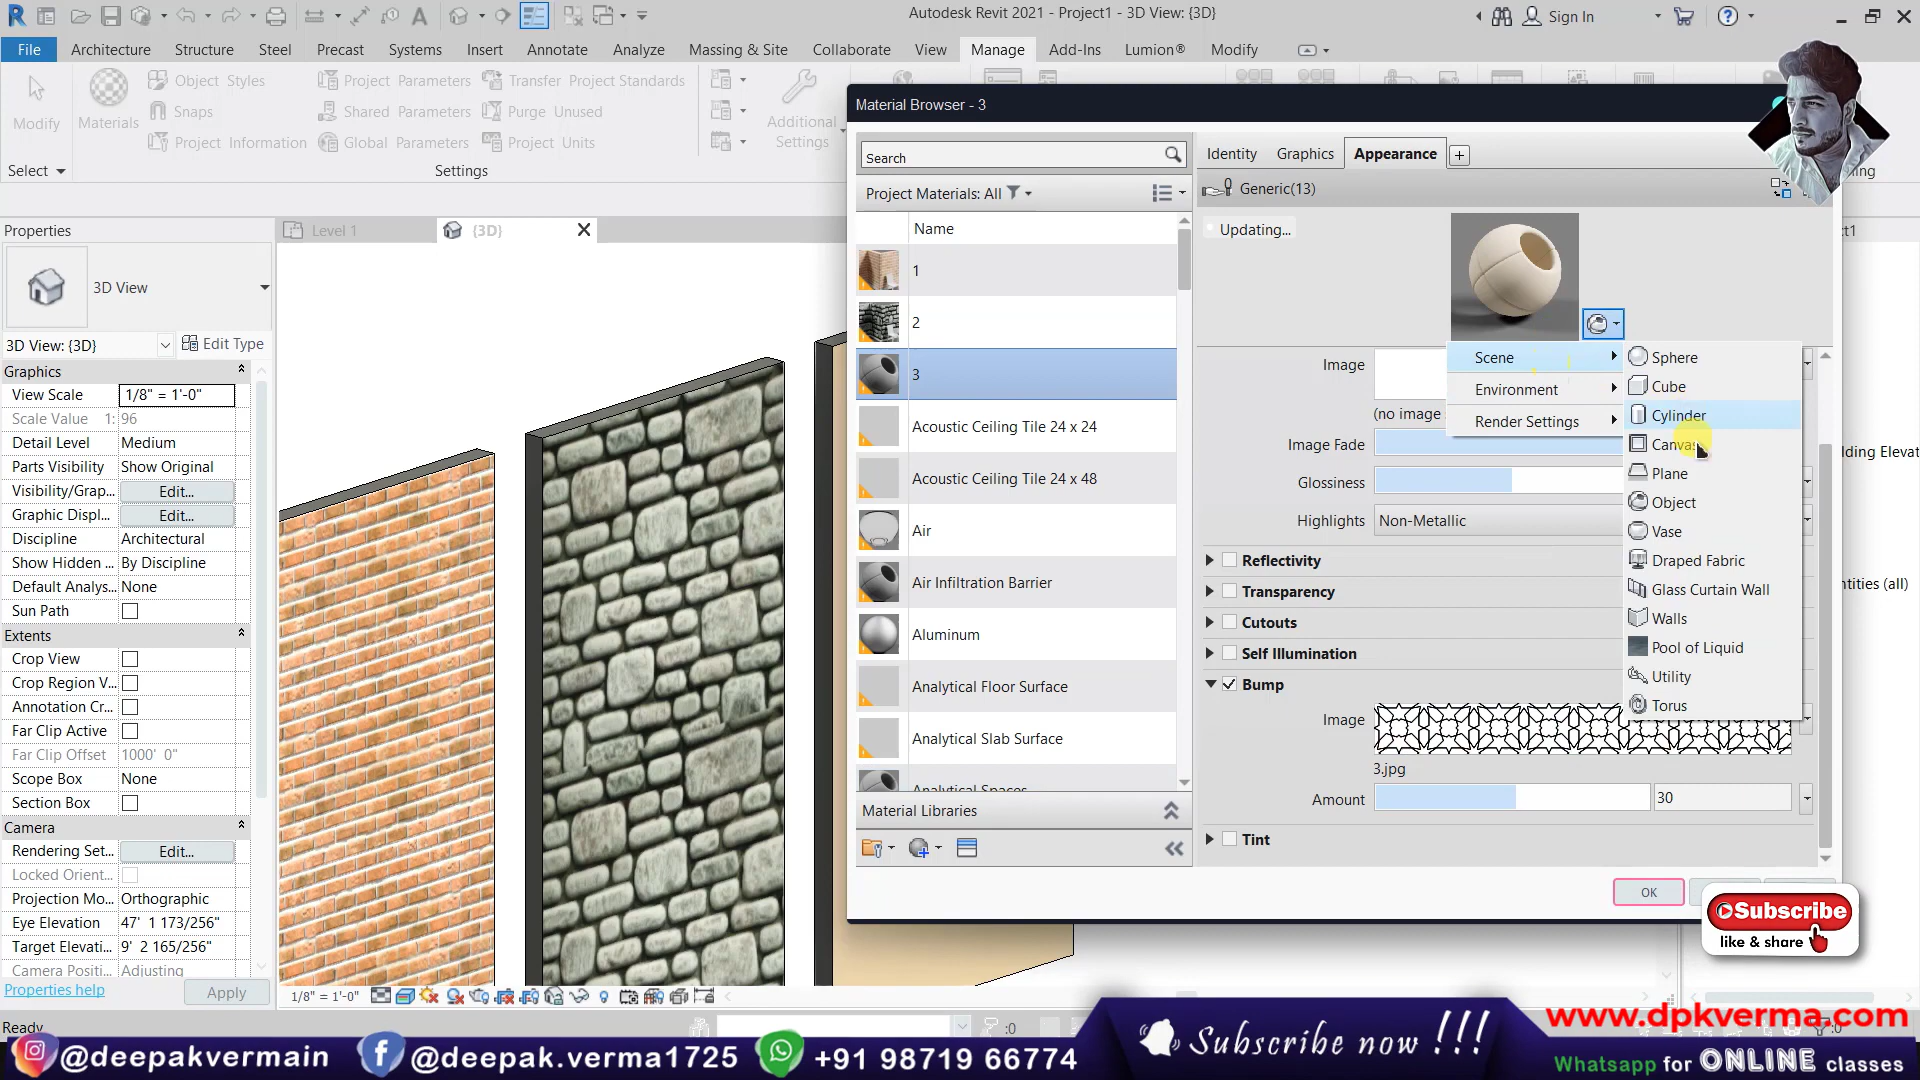 Autodesk Revit 2021 - Project1 - 3D View: {3D}
Sign In
File Architecture Structure Steel Precast Systems Insert Annotate Analyze Massing & Site Collaborate View Manage Add-Ins Lumion® Modify
Modify
Materials
Object Styles
Snaps
Project Information
Project Parameters
Shared Parameters
Global Parameters
Transfer Project Standards
Purge Unused
Project Units
Additional Settings
Select
Settings
Properties
3D View
3D View: {3D}
Edit Type
Graphics
View Scale 1/8" = 1'-0"
Scale Value 1: 96
Detail Level Medium
Parts Visibility Show Original
Visibility/Grap... Edit...
Graphic Displ... Edit...
Discipline Architectural
Show Hidden ... By Discipline
Default Analys... None
Sun Path
Extents
Crop View
Crop Region V...
Annotation Cr...
Far Clip Active
Far Clip Offset 1000' 0"
Scope Box None
Section Box
Camera
Rendering Set... Edit...
Locked Orient...
Projection Mo... Orthographic
Eye Elevation 47' 1 173/256"
Target Elevati... 9' 2 165/256"
Camera Positi... Adjusting
Properties help
Apply
Ready
Level 1
{3D}
1/8" = 1'-0"
:0
:0
Material Browser - 3
Search
Project Materials: All
Name
1
2
3
Acoustic Ceiling Tile 24 x 24
Acoustic Ceiling Tile 24 x 48
Air
Air Infiltration Barrier
Aluminum
Analytical Floor Surface
Analytical Slab Surface
Analytical Spaces
Material Libraries
Identity Graphics Appearance
Generic(13)
Updating...
Image
(no image
Image Fade
Glossiness
Highlights Non-Metallic
Reflectivity
Transparency
Cutouts
Self Illumination
Bump
Image
3.jpg
Amount 30
Tint
OK
Scene
Environment
Render Settings
Sphere
Cube
Cylinder
Canvas
Plane
Object
Vase
Draped Fabric
Glass Curtain Wall
Walls
Pool of Liquid
Utility
Torus
Subscribe
like & share
@deepakvermain
@deepak.verma1725
+91 98719 66774
Subscribe now !!!
www.dpkverma.com
Whatsapp for ONLINE classes